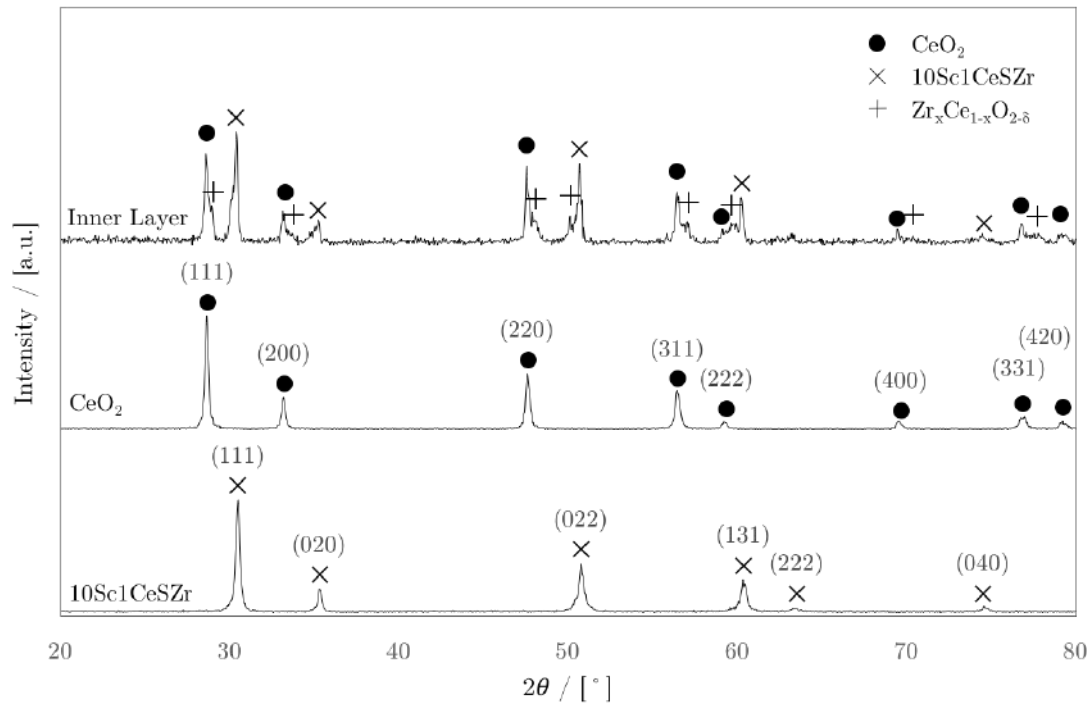 CeO₂
10Sc1CeSZr
ZrₓCe₁₋ₓO₂₋δ
Inner Layer
(111)
(200)
(220)
(311)
(222)
(400)
(331)
(420)
CeO₂
(111)
(020)
(022)
(131)
(222)
(040)
10Sc1CeSZr
Intensity / [a.u.]
20 30 40 50 60 70 80
2θ / [°]